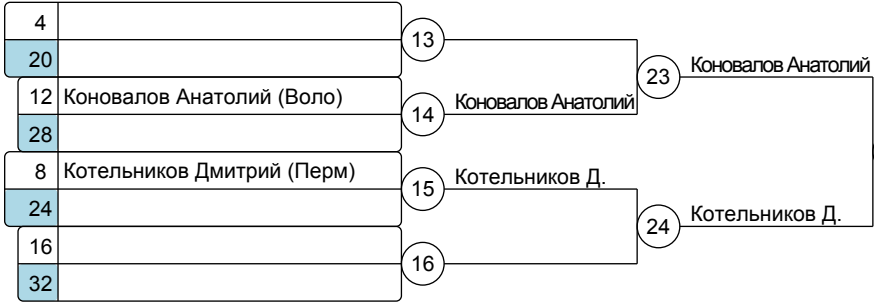 4
13
20
23 Коновалов Анатолий
12 Коновалов Анатолий (Воло)
14 Коновалов Анатолий
28
8 Котельников Дмитрий (Перм)
15 Котельников Д.
24
24 Котельников Д.
16
16
32